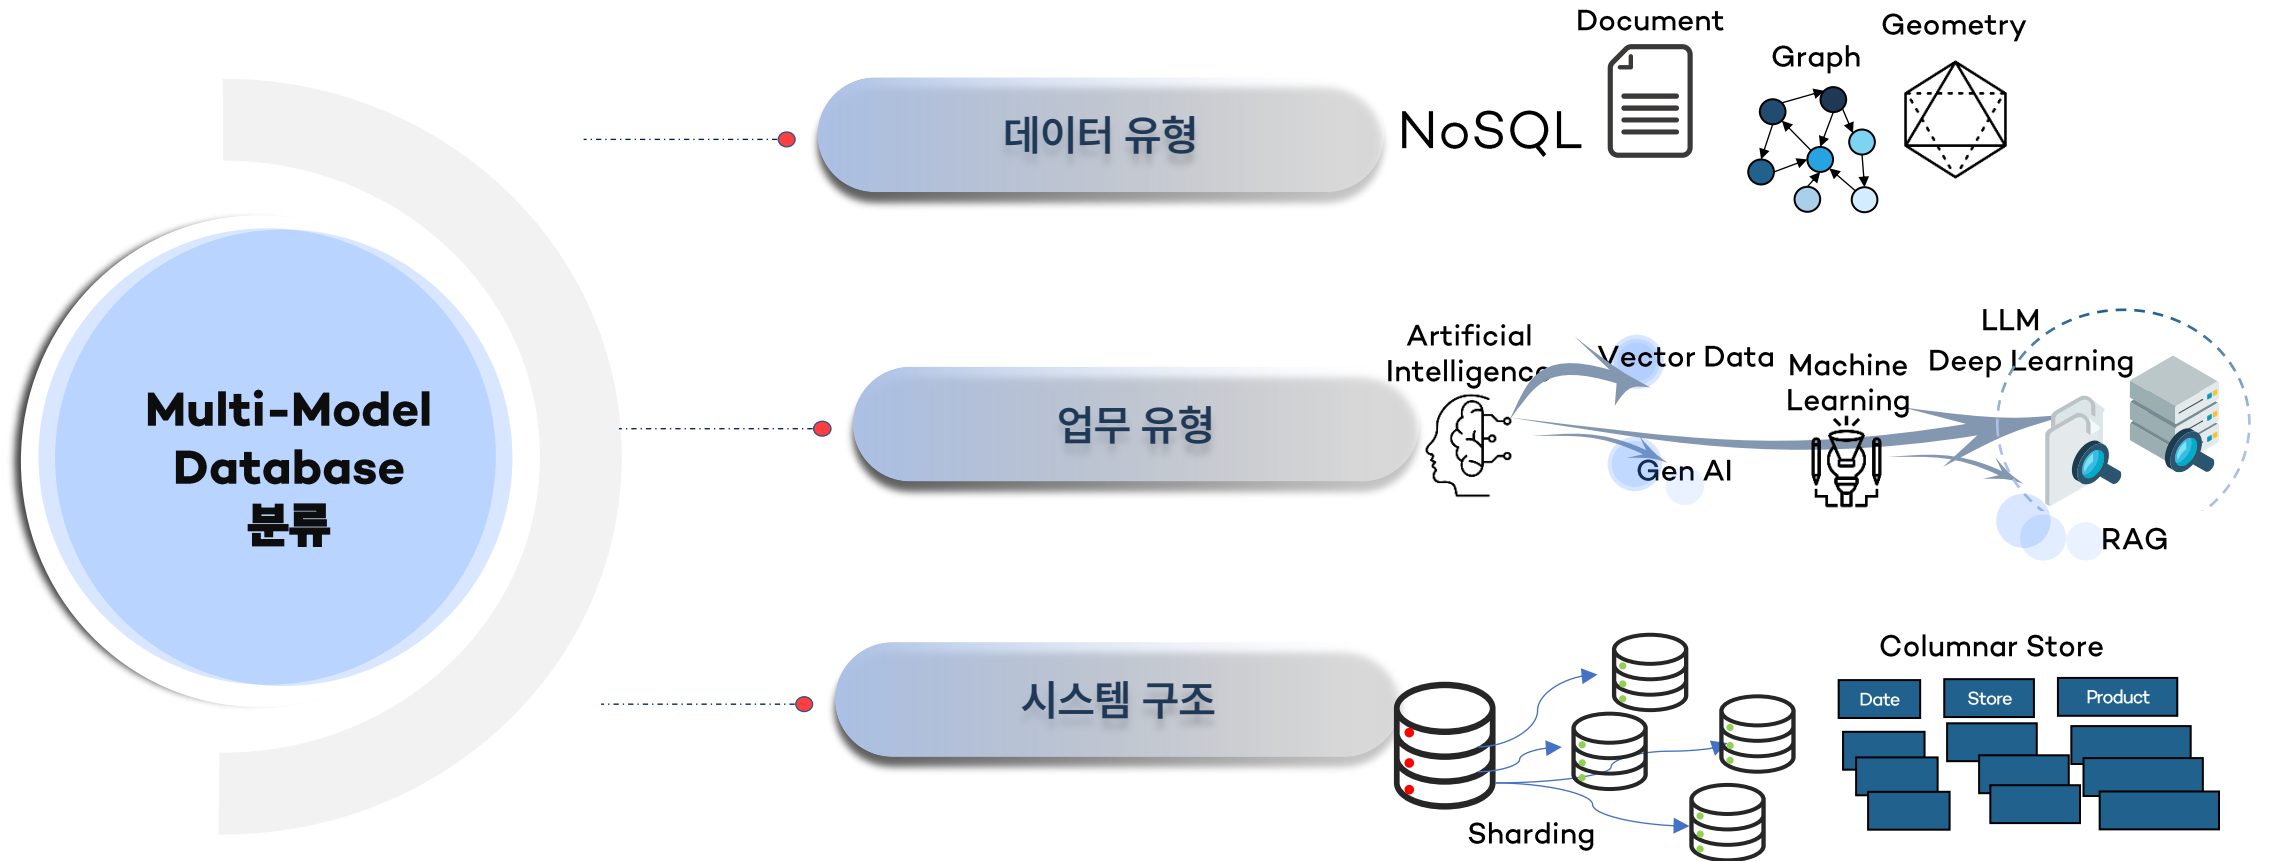 Multi-Model
Database
분류
데이터 유형
NoSQL
Document
Graph
Geometry
업무 유형
Artificial
Intelligence
Vector Data
Gen AI
Machine
Learning
LLM
Deep Learning
RAG
시스템 구조
Sharding
Columnar Store
Date
Store
Product